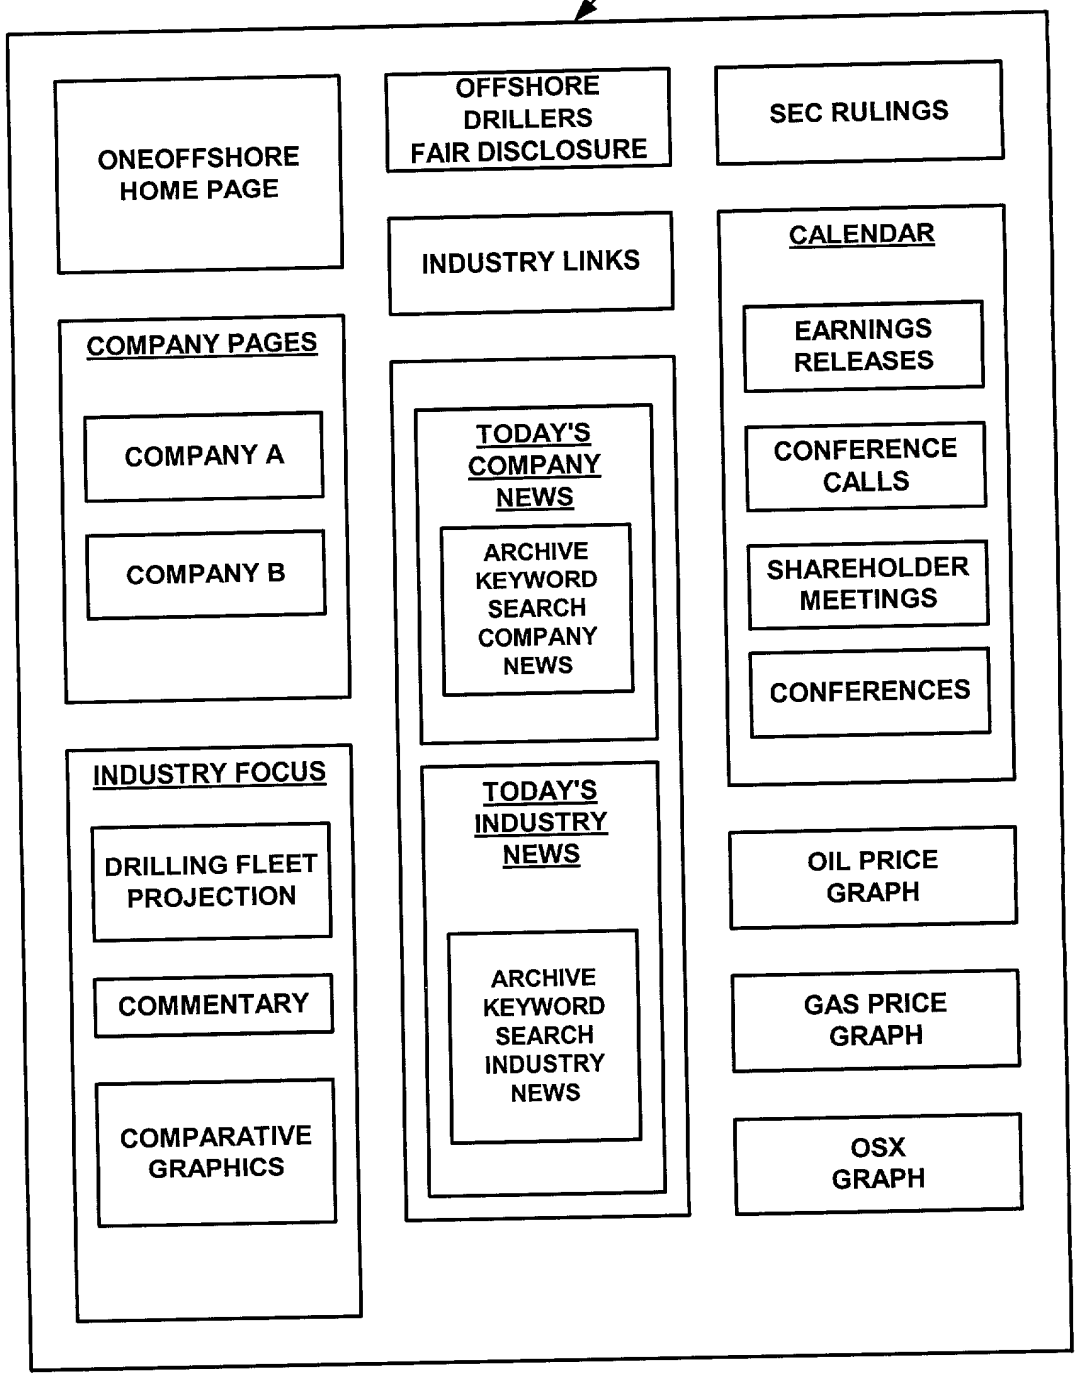 ONEOFFSHORE
HOME PAGE
COMPANY PAGES
COMPANY A
COMPANY B
INDUSTRY FOCUS
DRILLING FLEET
PROJECTION
COMMENTARY
COMPARATIVE
GRAPHICS
OFFSHORE
DRILLERS
FAIR DISCLOSURE
INDUSTRY LINKS
TODAY'S
COMPANY
NEWS
ARCHIVE
KEYWORD
SEARCH
COMPANY
NEWS
TODAY'S
INDUSTRY
NEWS
ARCHIVE
KEYWORD
SEARCH
INDUSTRY
NEWS
SEC RULINGS
CALENDAR
EARNINGS
RELEASES
CONFERENCE
CALLS
SHAREHOLDER
MEETINGS
CONFERENCES
OIL PRICE
GRAPH
GAS PRICE
GRAPH
OSX
GRAPH